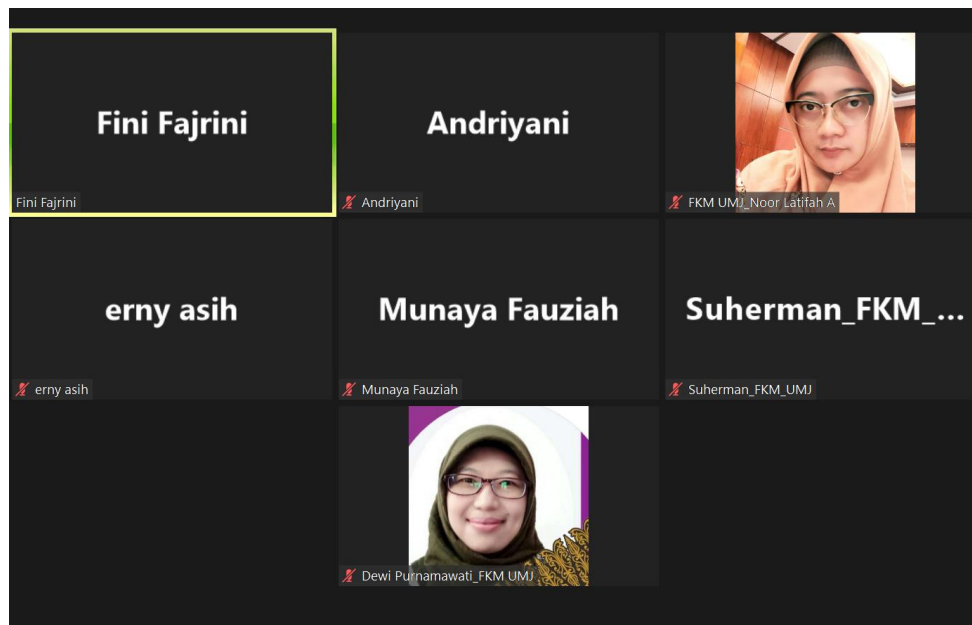 Fini Fajrini
Fini Fajrini
Andriyani
Andriyani
FKM UMJ_Noor Latifah A
erny asih
erny asih
Munaya Fauziah
Munaya Fauziah
Suherman_FKM_...
Suherman_FKM_UMJ
Dewi Purnamawati_FKM UMJ